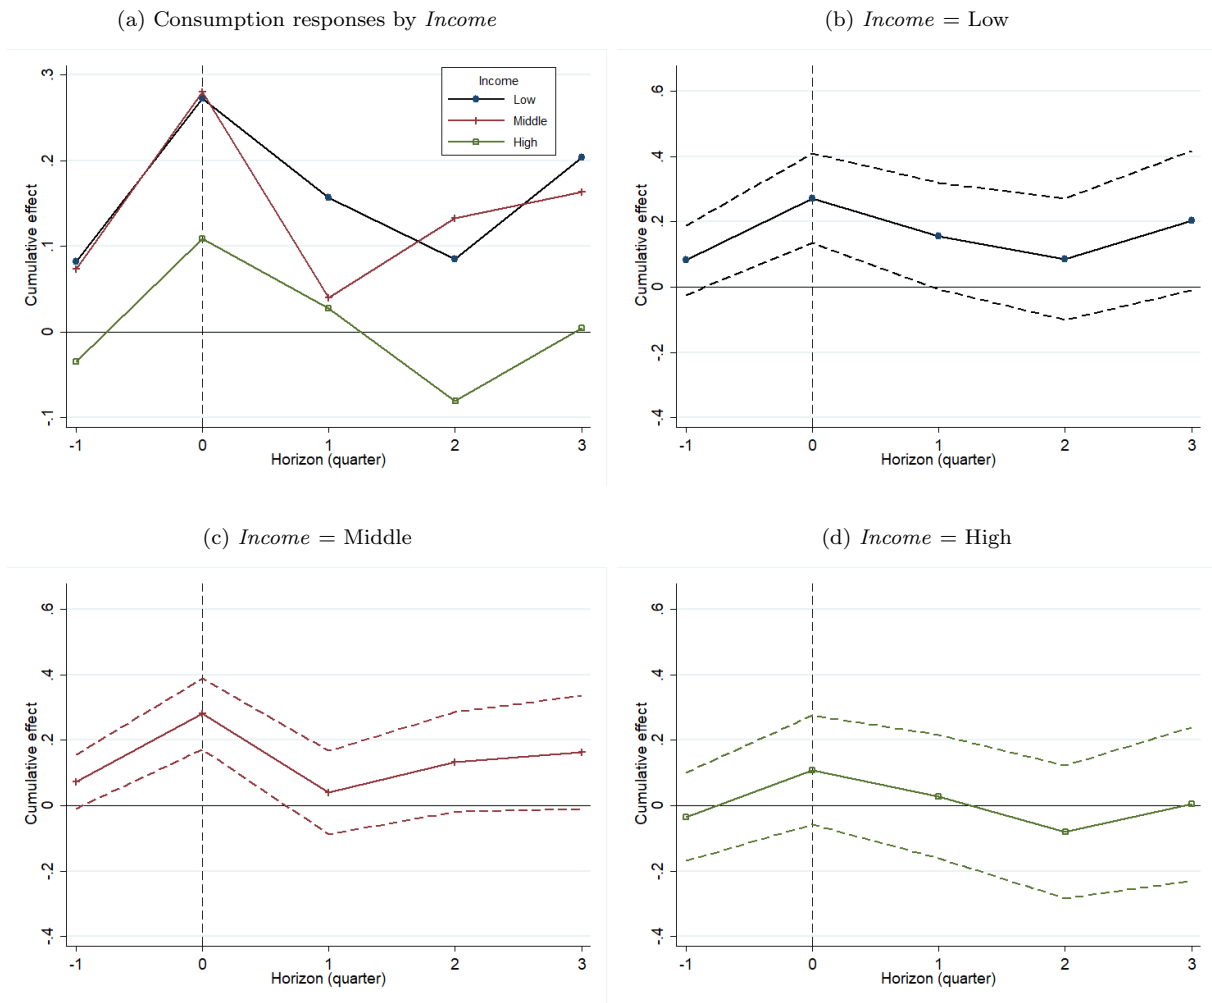 (a) Consumption responses by Income
Cumulative effect
.3
.2
.1
0
-.1
Income
Low
Middle
High
-1 0 1 2 3
Horizon (quarter)
(b) Income = Low
Cumulative effect
.6
.4
.2
0
-.2
-.4
-1 0 1 2 3
Horizon (quarter)
(c) Income = Middle
Cumulative effect
.6
.4
.2
0
-.2
-.4
-1 0 1 2 3
Horizon (quarter)
(d) Income = High
Cumulative effect
.6
.4
.2
0
-.2
-.4
-1 0 1 2 3
Horizon (quarter)